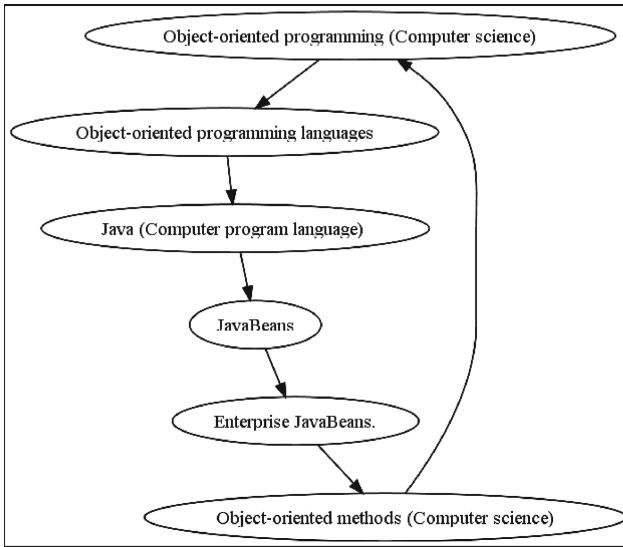 Object-oriented programming (Computer science)
Object-oriented programming languages
Java (Computer program language)
JavaBeans
Enterprise JavaBeans.
Object-oriented methods (Computer science)